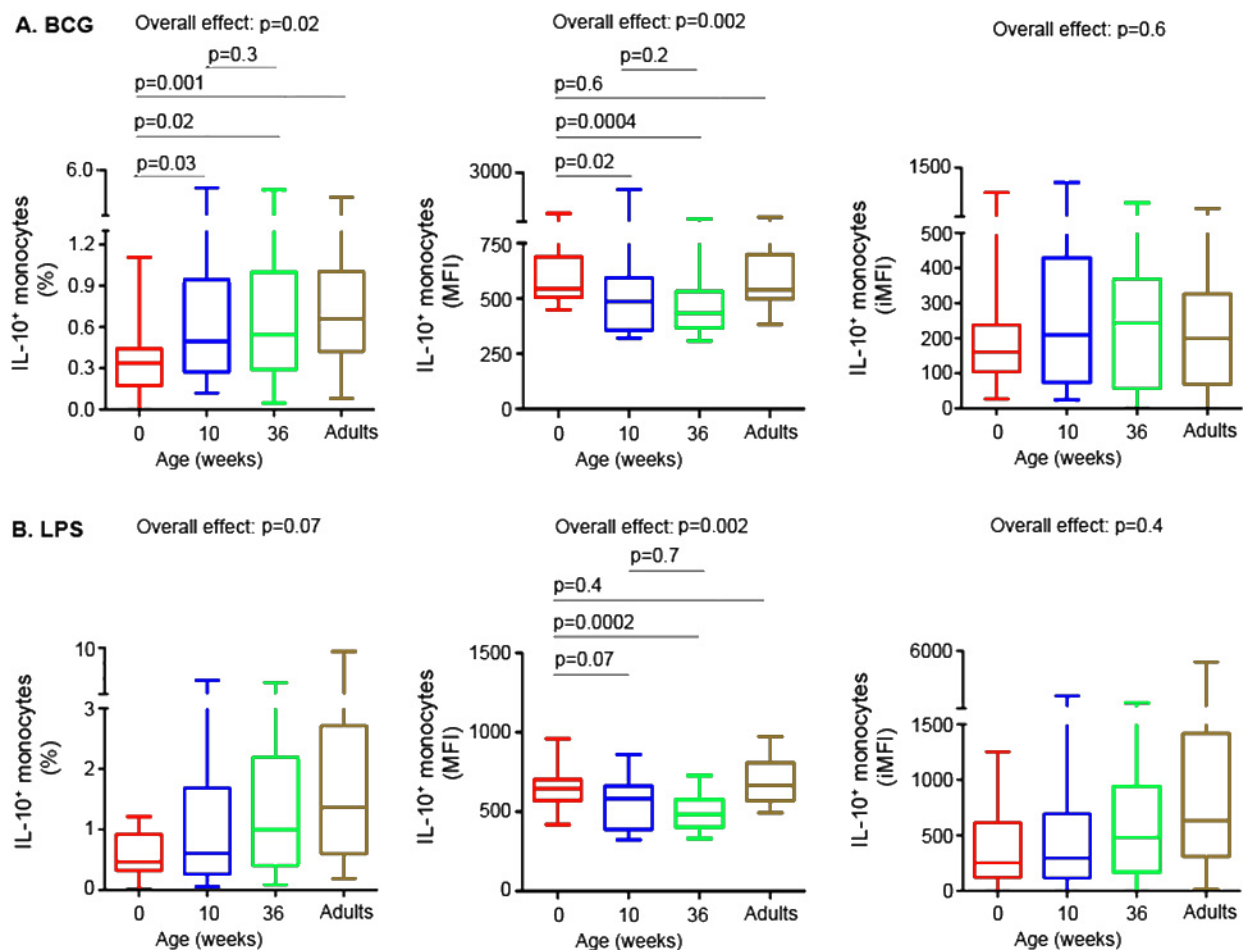 A. BCG
Overall effect: p=0.02
p=0.3
p=0.001
p=0.02
p=0.03
6.0
1.2
0.9
0.6
0.3
0.0
IL-10⁺ monocytes
(%)
0 10 36 Adults
Age (weeks)
Overall effect: p=0.002
p=0.2
p=0.6
p=0.0004
p=0.02
3000
750
500
250
0
IL-10⁺ monocytes
(MFI)
0 10 36 Adults
Age (weeks)
Overall effect: p=0.6
1500
500
400
300
200
100
0
IL-10⁺ monocytes
(iMFI)
0 10 36 Adults
Age (weeks)
B. LPS
Overall effect: p=0.07
10
3
2
1
0
IL-10⁺ monocytes
(%)
0 10 36 Adults
Age (weeks)
Overall effect: p=0.002
p=0.7
p=0.4
p=0.0002
p=0.07
1500
1000
500
0
IL-10⁺ monocytes
(MFI)
0 10 36 Adults
Age (weeks)
Overall effect: p=0.4
6000
1500
1000
500
0
IL-10⁺ monocytes
(iMFI)
0 10 36 Adults
Age (weeks)